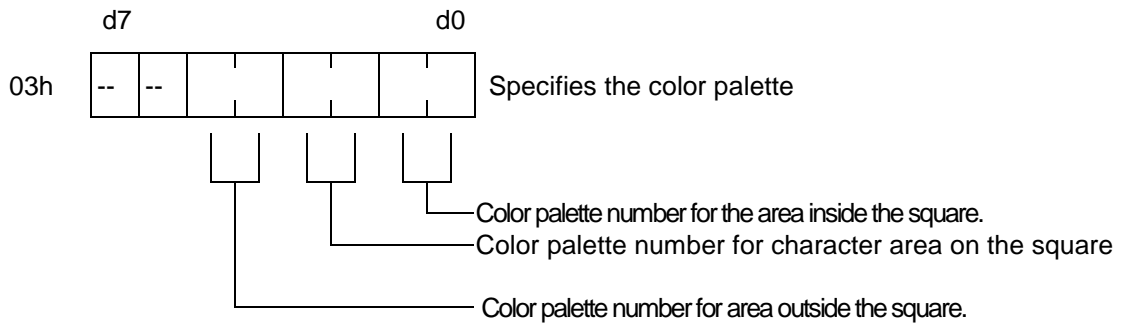 d7 d0
03h -- -- Specifies the color palette
Color palette number for the area inside the square.
Color palette number for character area on the square
Color palette number for area outside the square.